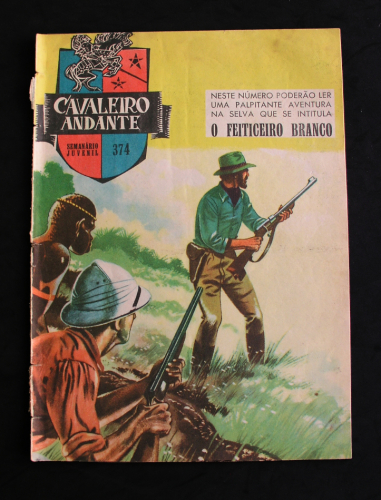 CAVALEIRO
ANDANTE
SEMANÁRIO
JUVENIL
374
NESTE NÚMERO PODERÃO LER
UMA PALPITANTE AVENTURA
NA SELVA QUE SE INTITULA
O FEITICEIRO BRANCO